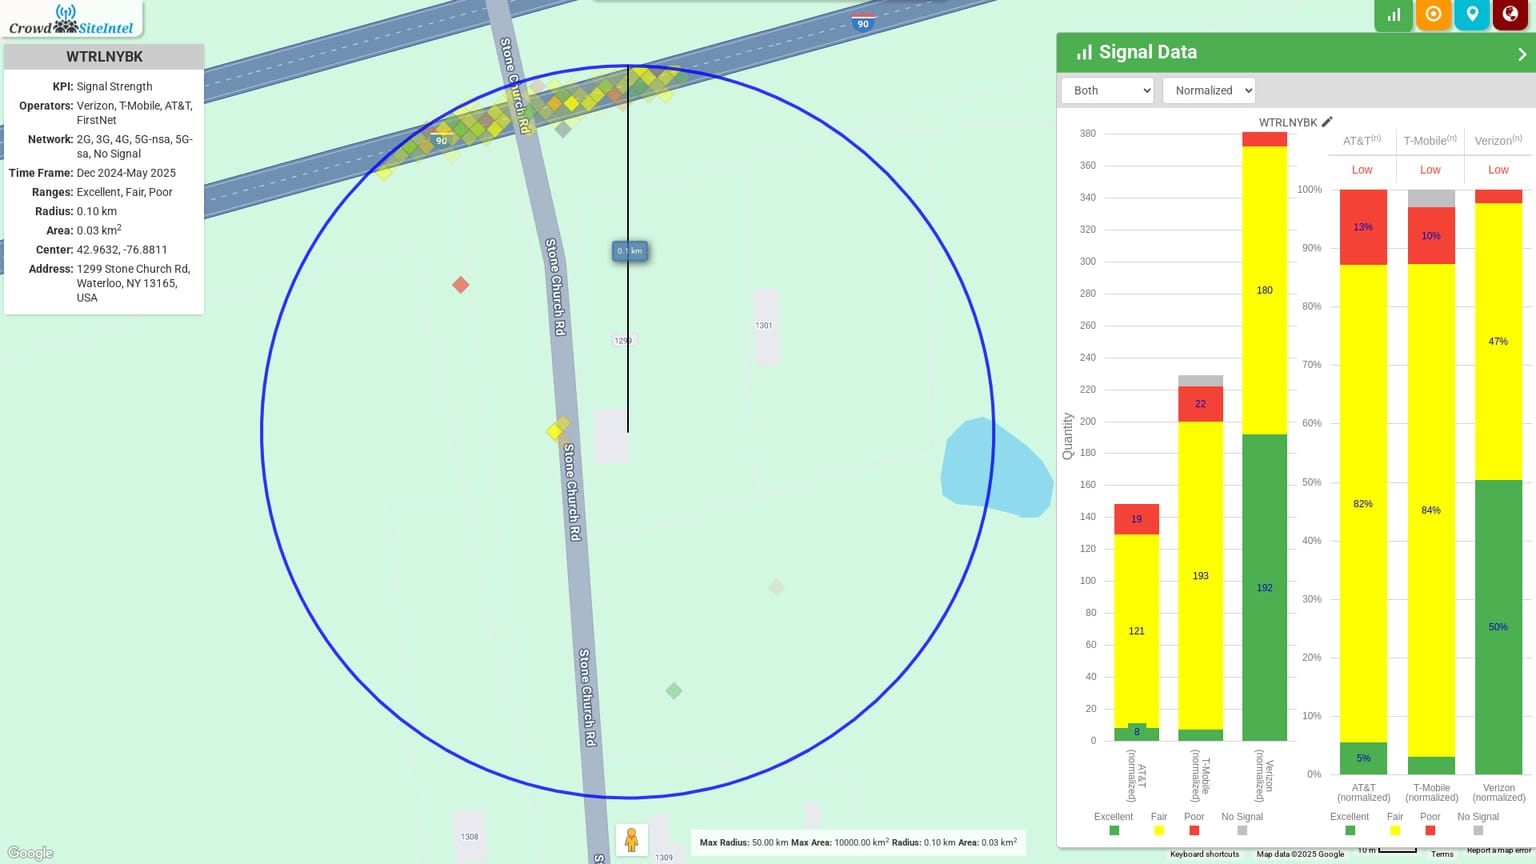 CrowdSiteIntel
WTRLNYBK
KPI: Signal Strength
Operators: Verizon, T-Mobile, AT&T,
FirstNet
Network: 2G, 3G, 4G, 5G-nsa, 5G-
sa, No Signal
Time Frame: Dec 2024-May 2025
Ranges: Excellent, Fair, Poor
Radius: 0.10 km
Area: 0.03 km²
Center: 42.9632, -76.8811
Address: 1299 Stone Church Rd,
Waterloo, NY 13165,
USA
90
90
Stone Church Rd
Stone Church Rd
Stone Church Rd
Stone Church Rd
S
0.1 km
1299
1301
1308
1309
Google
Max Radius: 50.00 km Max Area: 10000.00 km² Radius: 0.10 km Area: 0.03 km²
Signal Data
Both
Normalized
WTRLNYBK
Quantity
380
360
340
320
300
280
260
240
220
200
180
160
140
120
100
80
60
40
20
0
19
121
8
22
193
180
192
AT&T (normalized)
T-Mobile (normalized)
Verizon (normalized)
Excellent Fair Poor No Signal
AT&T(n) T-Mobile(n) Verizon(n)
Low Low Low
100%
90%
80%
70%
60%
50%
40%
30%
20%
10%
0%
13%
82%
5%
10%
84%
47%
50%
AT&T (normalized)
T-Mobile (normalized)
Verizon (normalized)
Excellent Fair Poor No Signal
Keyboard shortcuts Map data ©2025 Google 10 m Terms Report a map error